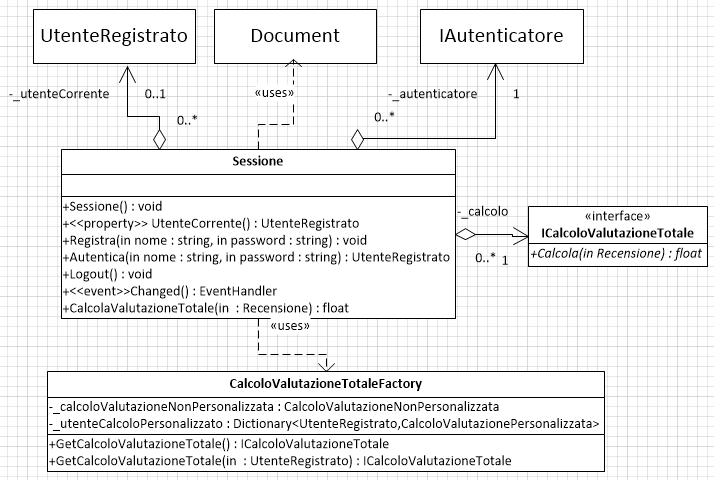 UtenteRegistrato
Document
IAutenticatore
-_utenteCorrente
0..1
«uses»
-_autenticatore
1
0..*
0..*
Sessione
+Sessione() : void
+<<property>> UtenteCorrente() : UtenteRegistrato
+Registra(in nome : string, in password : string) : void
+Autentica(in nome : string, in password : string) : UtenteRegistrato
+Logout() : void
+<<event>>Changed() : EventHandler
+CalcolaValutazioneTotale(in  : Recensione) : float
-_calcolo
0..*
1
«interface»
ICalcoloValutazioneTotale
+Calcola(in Recensione) : float
«uses»
CalcoloValutazioneTotaleFactory
-_calcoloValutazioneNonPersonalizzata : CalcoloValutazioneNonPersonalizzata
-_utenteCalcoloPersonalizzato : Dictionary<UtenteRegistrato,CalcoloValutazionePersonalizzata>
+GetCalcoloValutazioneTotale() : ICalcoloValutazioneTotale
+GetCalcoloValutazioneTotale(in  : UtenteRegistrato) : ICalcoloValutazioneTotale